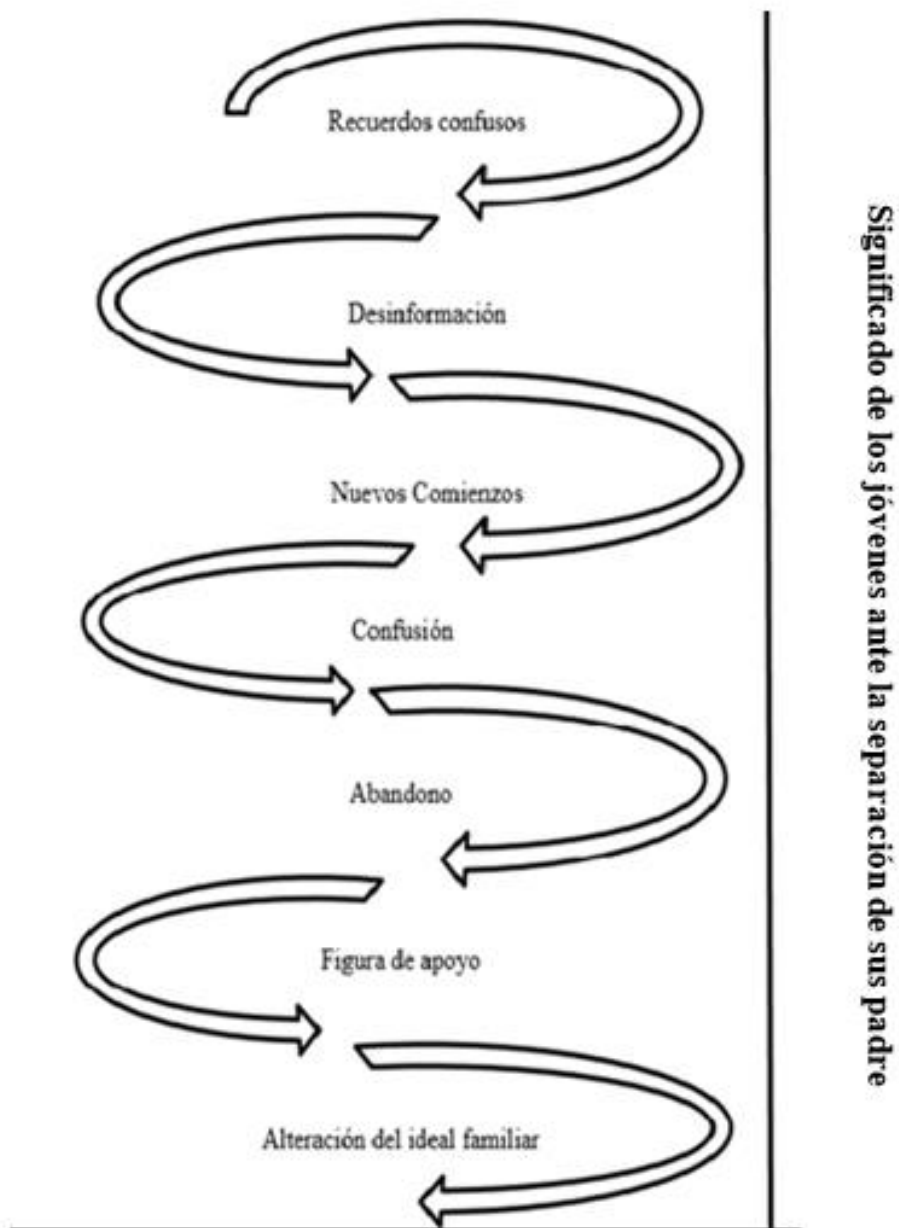 Recuerdos confusos
Desinformación
Nuevos Comienzos
Confusión
Abandono
Figura de apoyo
Alteración del ideal familiar
Significado de los jóvenes ante la separación de sus padre